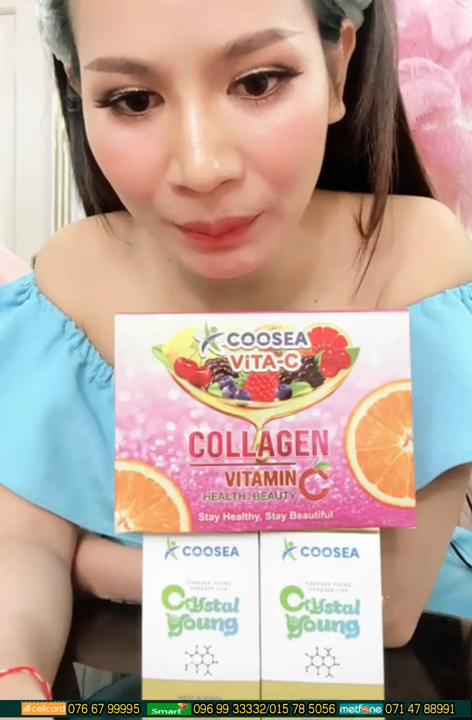 COOSEA
ViTA-C
COLLAGEN
VITAMIN C
HEALTH, BEAUTY
Stay Healthy, Stay Beautiful
COOSEA
FOREVER YOUNG
FOREVER LIFE
Crystal
Young
COOSEA
FOREVER YOUNG
FOREVER LIFE
Crystal
Young
cellcard 076 67 99995 Smart 096 99 33332/015 78 5056 metfone 071 47 88991